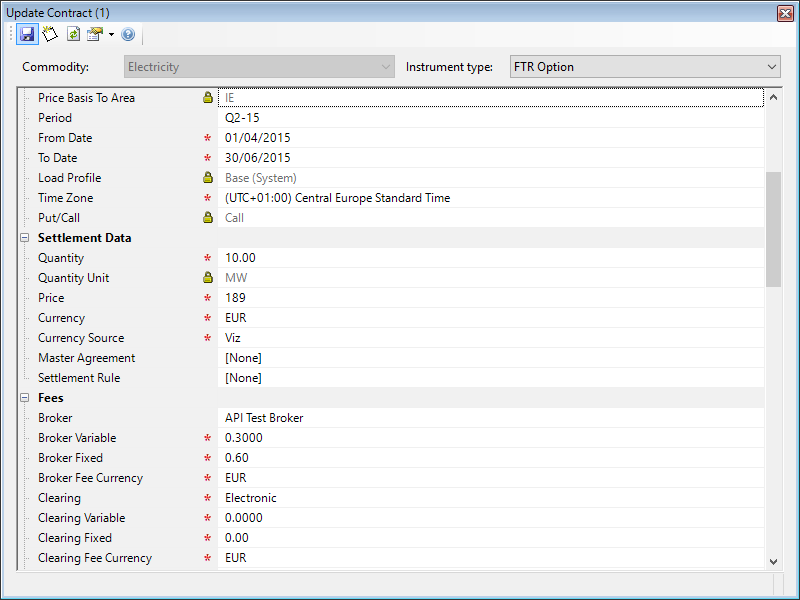 Update Contract (1)
Commodity: Electricity Instrument type: FTR Option
Price Basis To Area IE
Period Q2-15
From Date * 01/04/2015
To Date * 30/06/2015
Load Profile Base (System)
Time Zone * (UTC+01:00) Central Europe Standard Time
Put/Call Call
Settlement Data
Quantity * 10.00
Quantity Unit MW
Price * 189
Currency * EUR
Currency Source * Viz
Master Agreement [None]
Settlement Rule [None]
Fees
Broker API Test Broker
Broker Variable * 0.3000
Broker Fixed * 0.60
Broker Fee Currency * EUR
Clearing * Electronic
Clearing Variable * 0.0000
Clearing Fixed * 0.00
Clearing Fee Currency * EUR